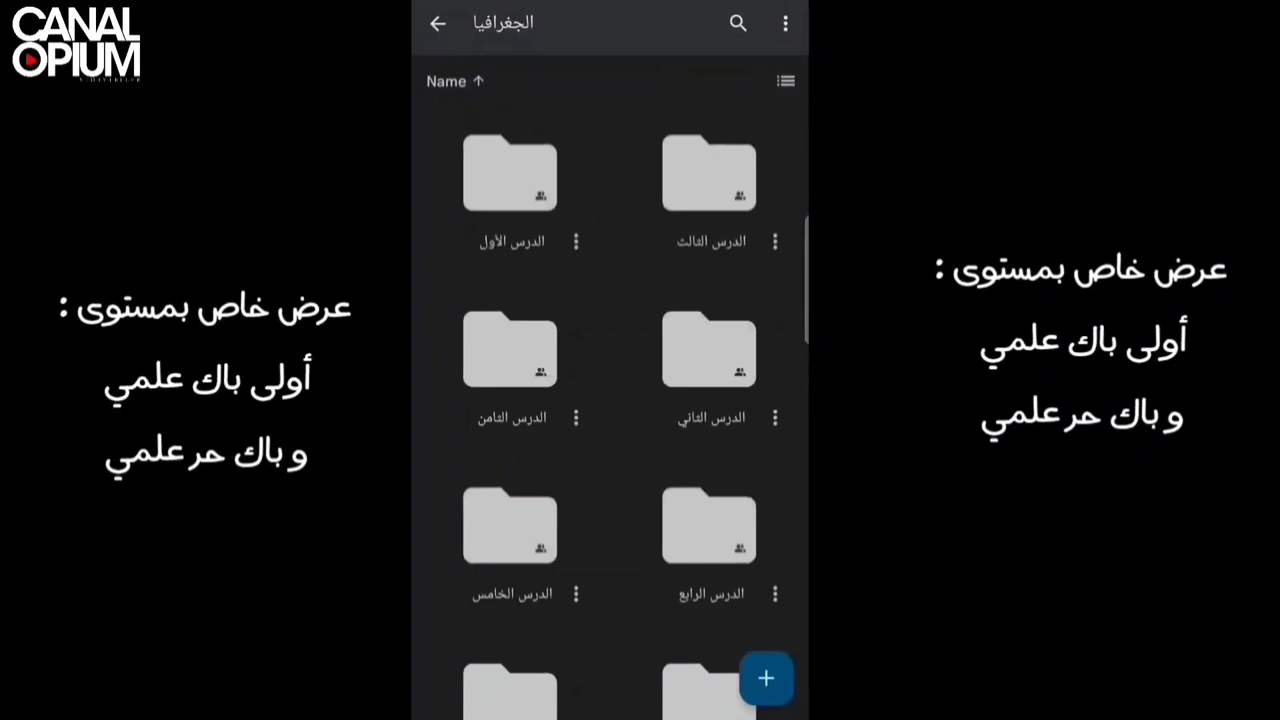 CANAL
OPIUM
الجغرافيا
Name
الدرس الأول
الدرس الثالث
الدرس الثامن
الدرس الثاني
الدرس الخامس
الدرس الرابع
عرض خاص بمستوى :
أولى باك علمي
و باك حر علمي
عرض خاص بمستوى :
أولى باك علمي
و باك حر علمي